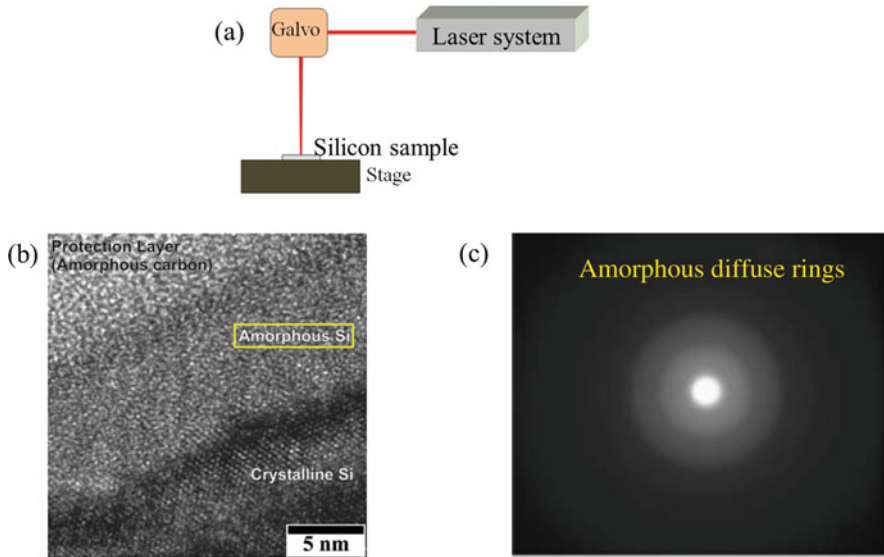 (a)
Galvo
Laser system
Silicon sample
Stage
(b)
Protection Layer
(Amorphous carbon)
Amorphous Si
Crystalline Si
5 nm
(c)
Amorphous diffuse rings